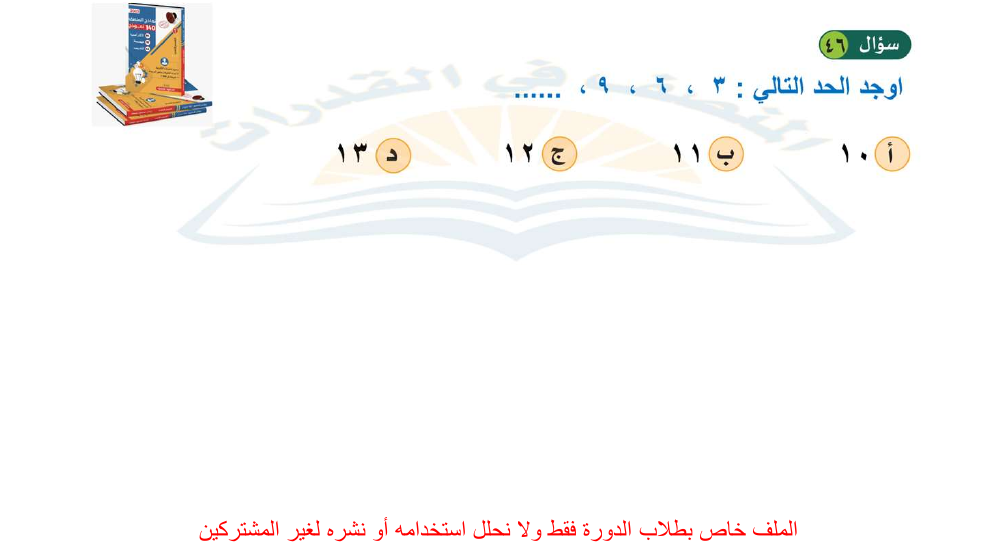 سؤال ٤٦
اوجد الحد التالي : ٣ ، ٦ ، ٩ ، ......
أ ١٠ ب ١١ ج ١٢ د ١٣
الملف خاص بطلاب الدورة فقط ولا نحلل استخدامه أو نشره لغير المشتركين